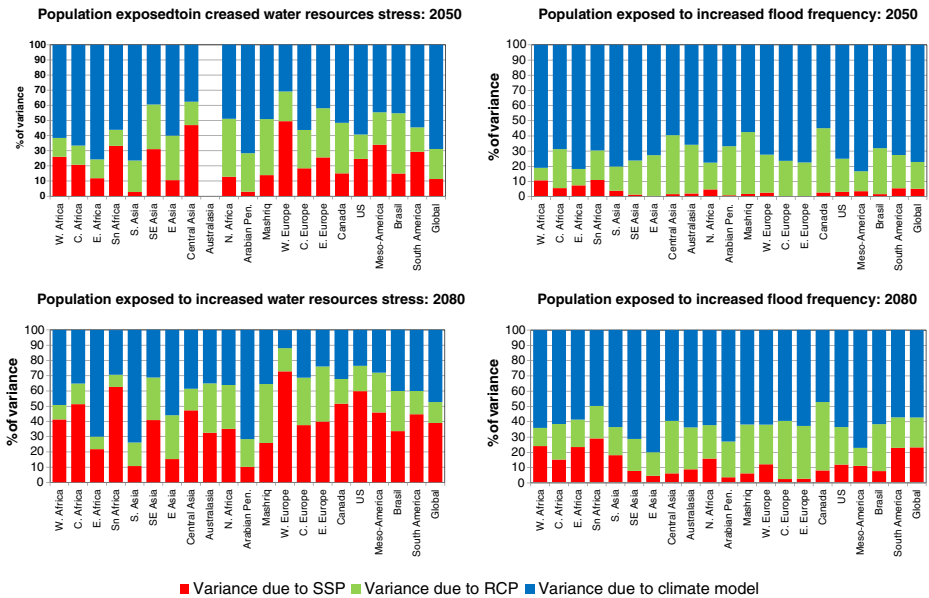 Population exposedtoin creased water resources stress: 2050
% of variance
100
90
80
70
60
50
40
30
20
10
0
W. Africa
C. Africa
E. Africa
Sn Africa
S. Asia
SE Asia
E Asia
Central Asia
Australasia
N. Africa
Arabian Pen.
Mashriq
W. Europe
C. Europe
E. Europe
Canada
US
Meso-America
Brasil
South America
Global
Population exposed to increased flood frequency: 2050
% of variance
100
90
80
70
60
50
40
30
20
10
0
W. Africa
C. Africa
E. Africa
Sn Africa
S. Asia
SE Asia
E Asia
Central Asia
Australasia
N. Africa
Arabian Pen.
Mashriq
W. Europe
C. Europe
E. Europe
Canada
US
Meso-America
Brasil
South America
Global
Population exposed to increased water resources stress: 2080
% of variance
100
90
80
70
60
50
40
30
20
10
0
W. Africa
C. Africa
E. Africa
Sn Africa
S. Asia
SE Asia
E Asia
Central Asia
Australasia
N. Africa
Arabian Pen.
Mashriq
W. Europe
C. Europe
E. Europe
Canada
US
Meso-America
Brasil
South America
Global
Population exposed to increased flood frequency: 2080
% of variance
100
90
80
70
60
50
40
30
20
10
0
W. Africa
C. Africa
E. Africa
Sn Africa
S. Asia
SE Asia
E Asia
Central Asia
Australasia
N. Africa
Arabian Pen.
Mashriq
W. Europe
C. Europe
E. Europe
Canada
US
Meso-America
Brasil
South America
Global
Variance due to SSP Variance due to RCP Variance due to climate model